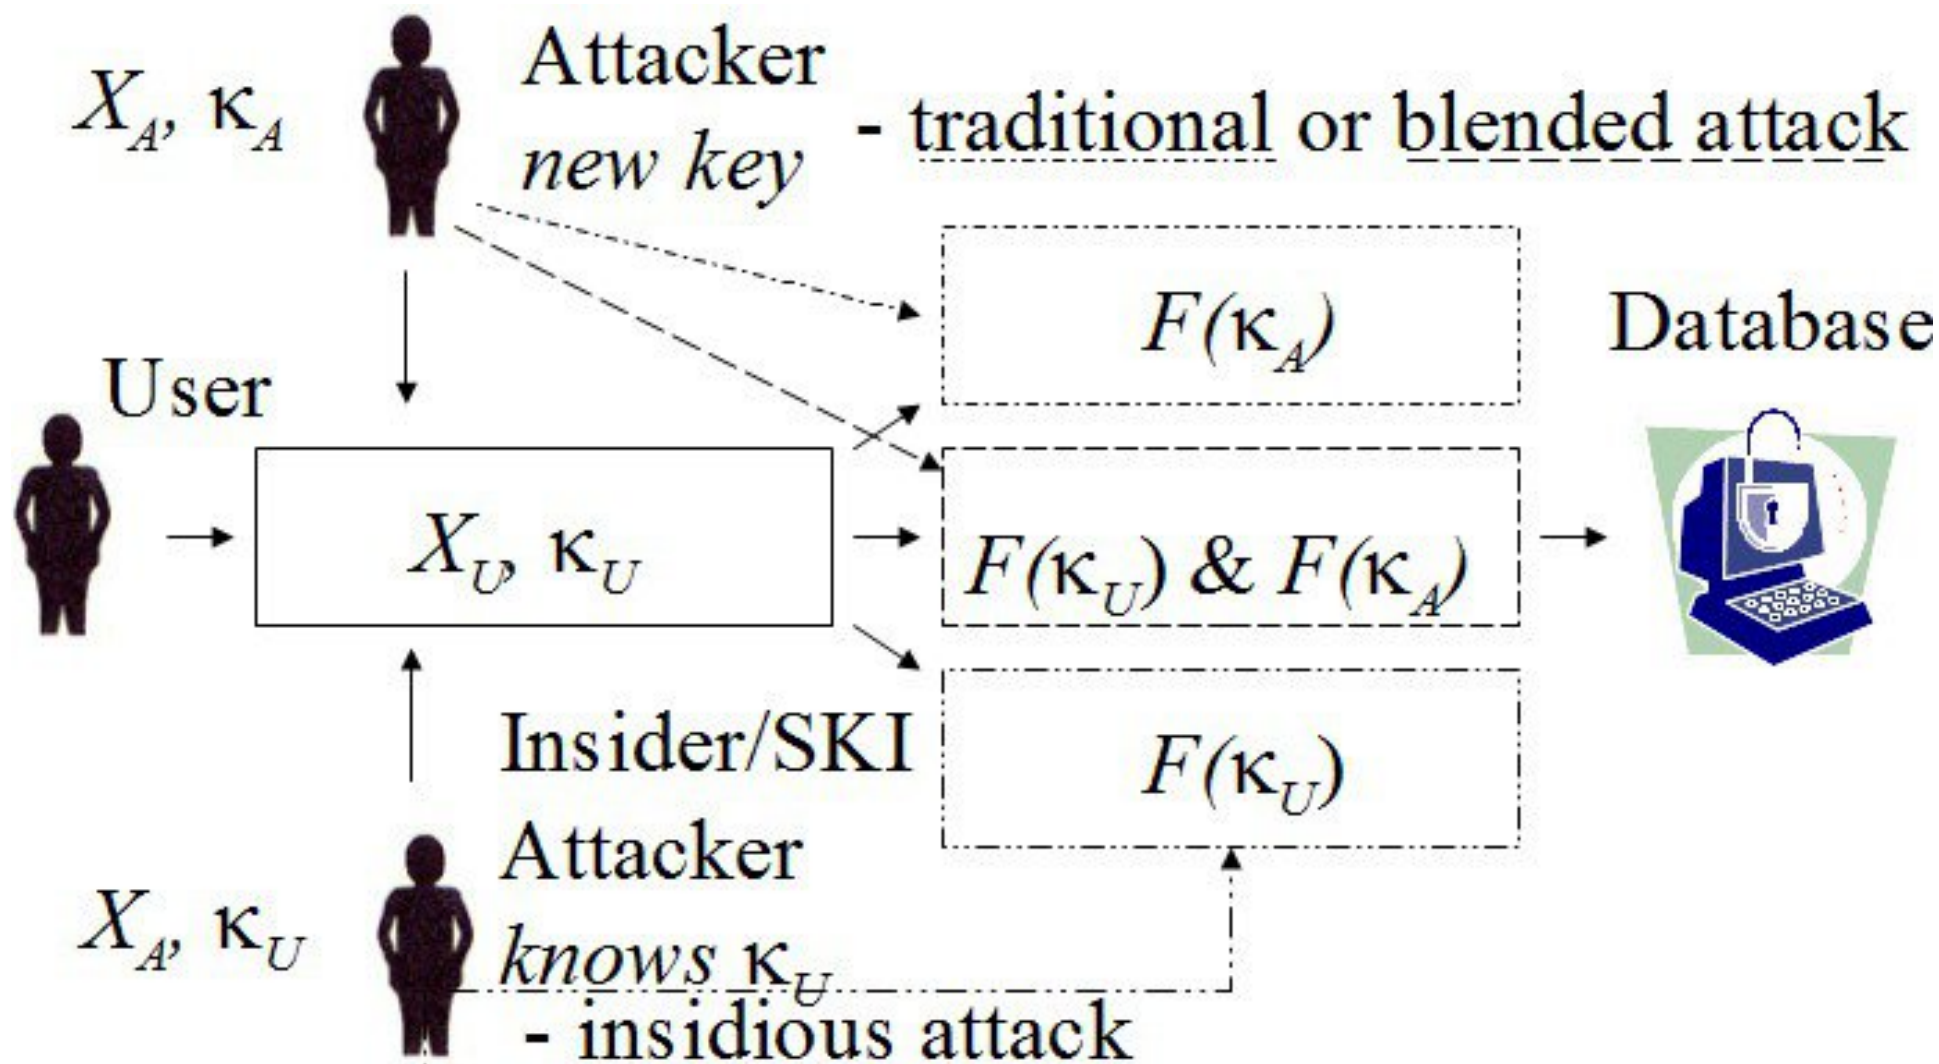 X_A, κ_A
Attacker
new key
- traditional or blended attack
F(κ_A)
Database
User
X_U, κ_U
F(κ_U) & F(κ_A)
Insider/SKI
F(κ_U)
Attacker
X_A, κ_U
knows κ_U
- insidious attack